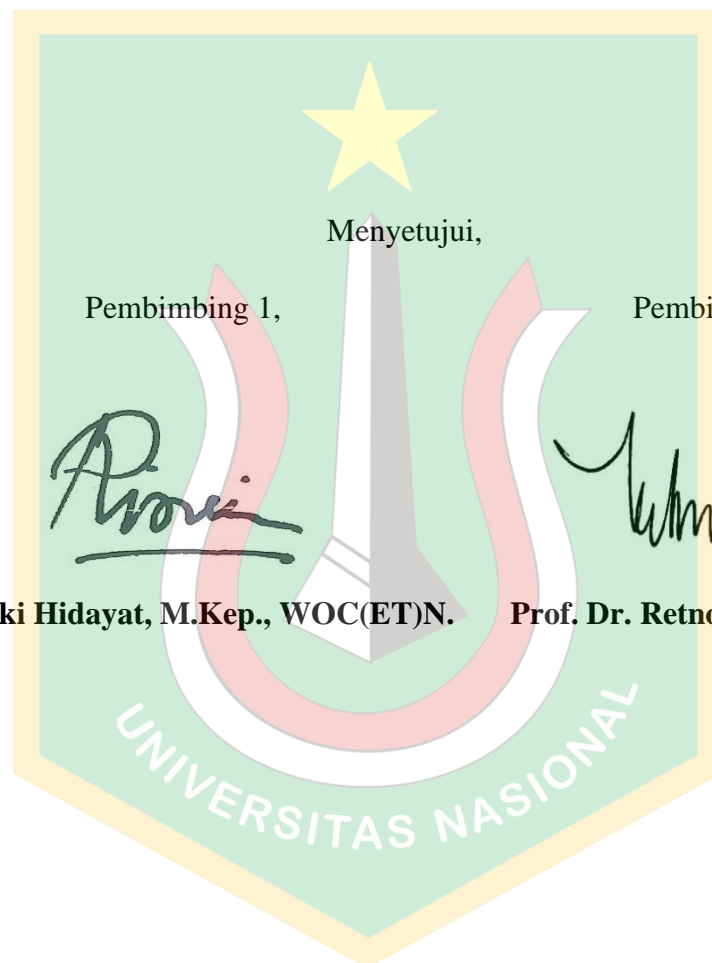 Menyetujui,
Pembimbing 1, Pembi
ki Hidayat, M.Kep., WOC(ET)N. Prof. Dr. Retno
UNIVERSITAS NASIONAL